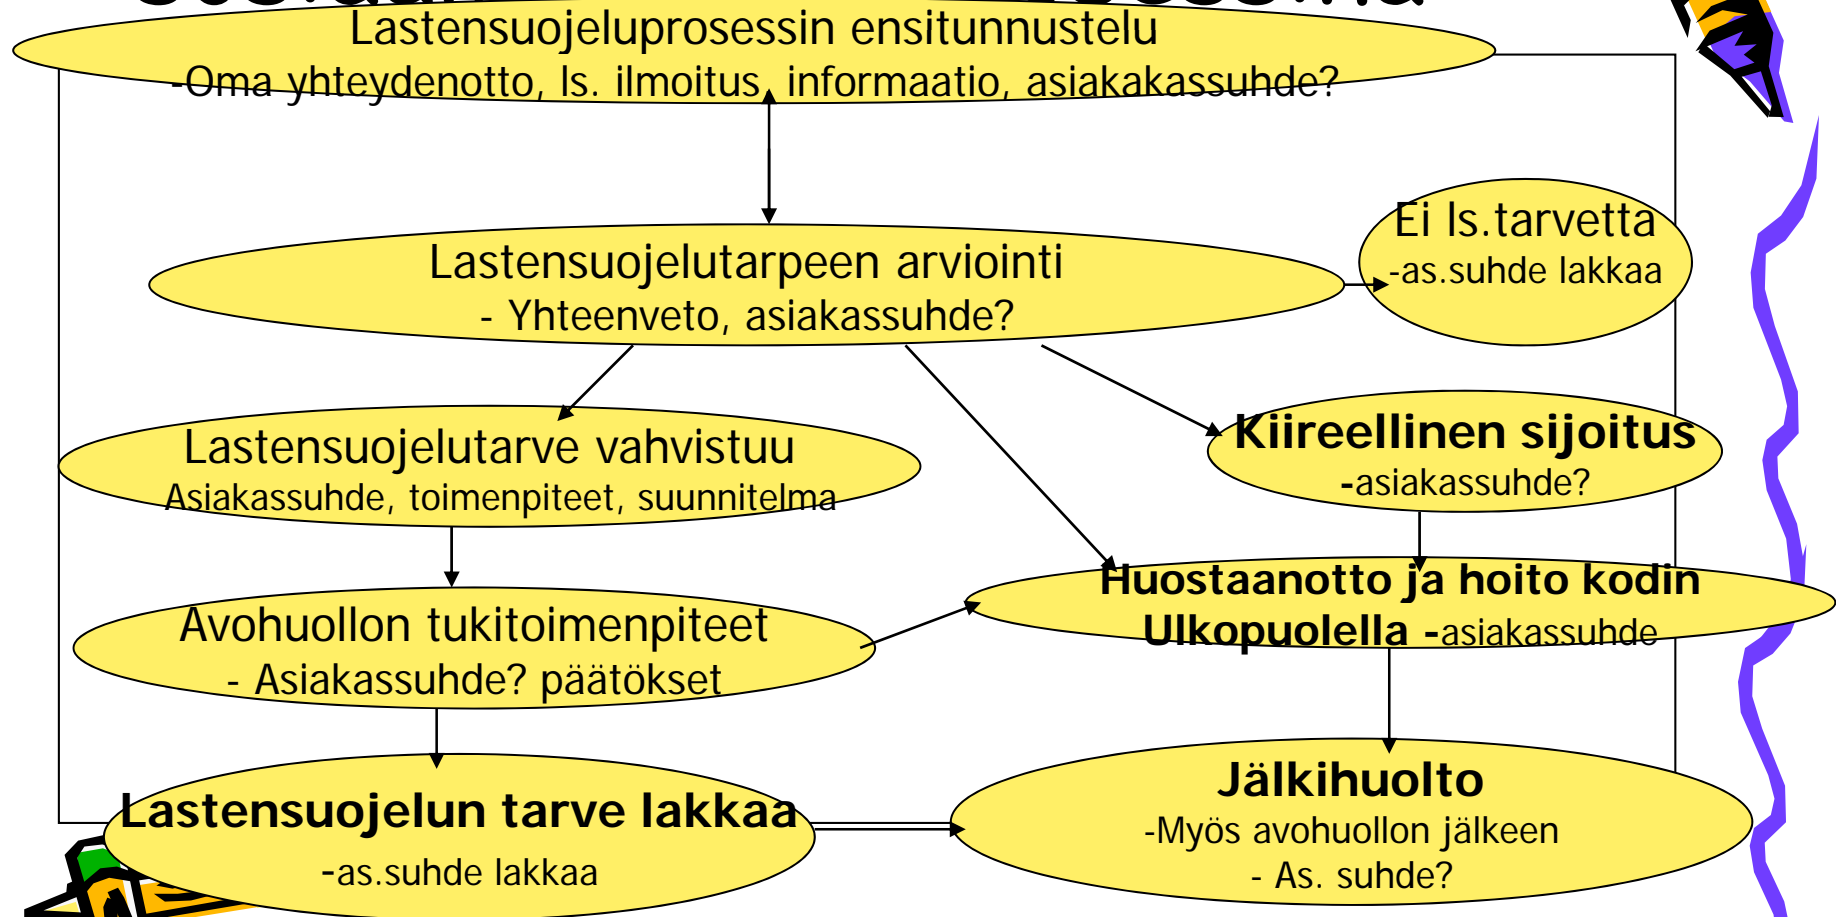 Lastensuojeluprosessin ensitunnustelu
-Oma yhteydenotto, ls. ilmoitus, informaatio, asiakakassuhde?
Ei ls.tarvetta
-as.suhde lakkaa
Lastensuojelutarpeen arviointi
- Yhteenveto, asiakassuhde?
Kiireellinen sijoitus
-asiakassuhde?
Lastensuojelutarve vahvistuu
Asiakassuhde, toimenpiteet, suunnitelma
Huostaanotto ja hoito kodin
Ulkopuolella -asiakassuhde
Avohuollon tukitoimenpiteet
- Asiakassuhde? päätökset
Lastensuojelun tarve lakkaa
-as.suhde lakkaa
Jälkihuolto
-Myös avohuollon jälkeen
- As. suhde?